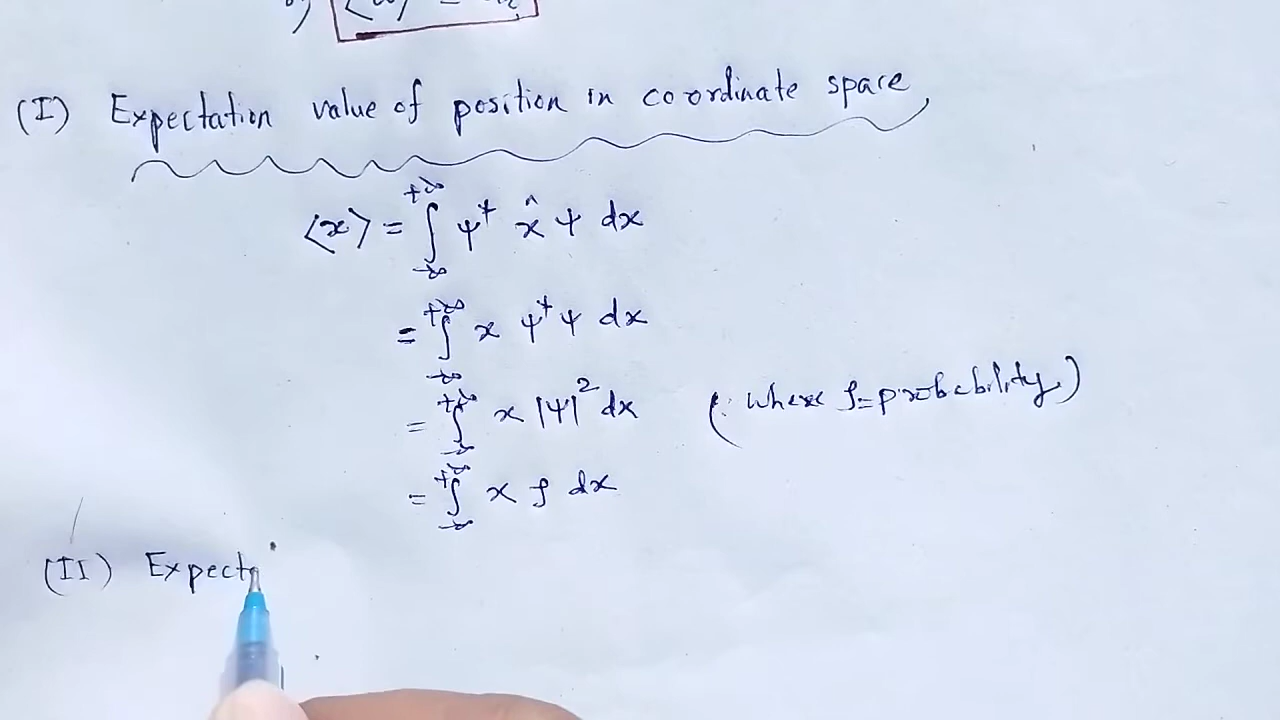 (I) Expectation value of position in coordinate space,
⟨x⟩ = ∫_{-∞}^{+∞} ψ* x̂ ψ dx
= ∫_{-∞}^{+∞} x ψ*ψ dx
= ∫_{-∞}^{+∞} x |ψ|² dx (∵ where ρ = probability)
= ∫_{-∞}^{+∞} x ρ dx
(II) Expecta